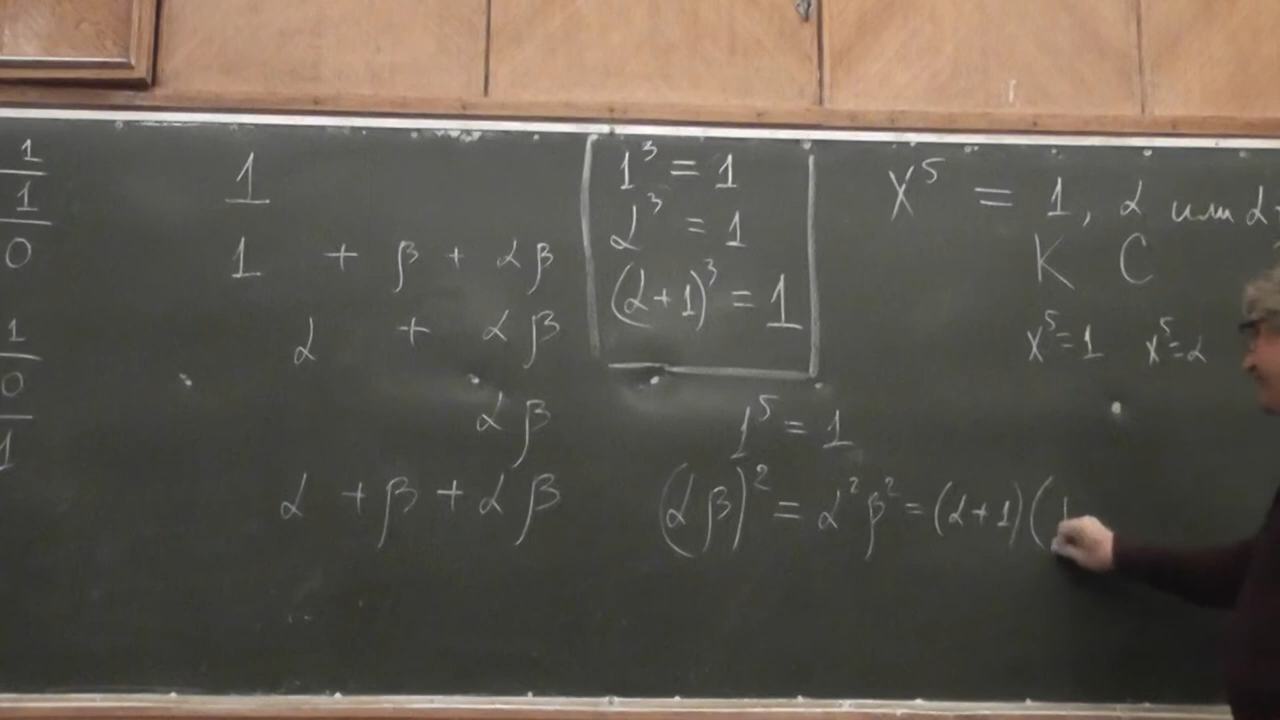 1
1
0
1
0
1
1
1 + β + αβ
α + αβ
αβ
α + β + αβ
1³ = 1
α³ = 1
(α+1)³ = 1
X⁵ = 1, α или α
K C
x⁵=1 x⁵=α
1⁵ = 1
(αβ)² = α²β² = (α+1)(